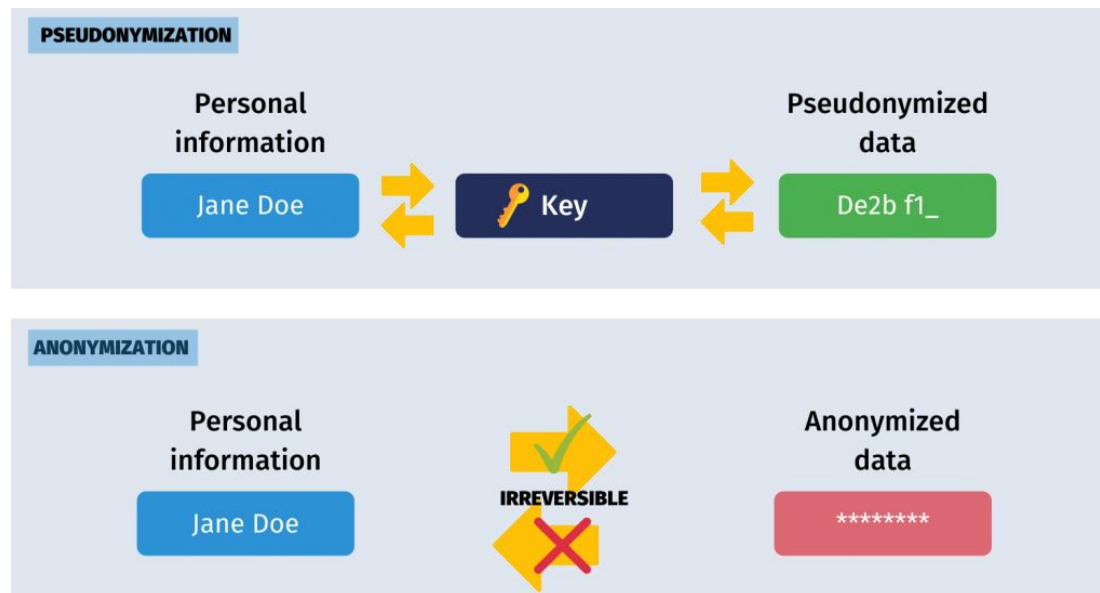 PSEUDONYMIZATION
Personal
information
Pseudonymized
data
Jane Doe
Key
De2b f1_
ANONYMIZATION
Personal
information
Anonymized
data
IRREVERSIBLE
Jane Doe
********